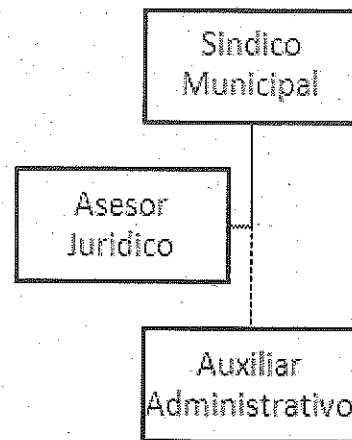 Sindico
Municipal
Asesor
Juridico
Auxiliar
Administrativo